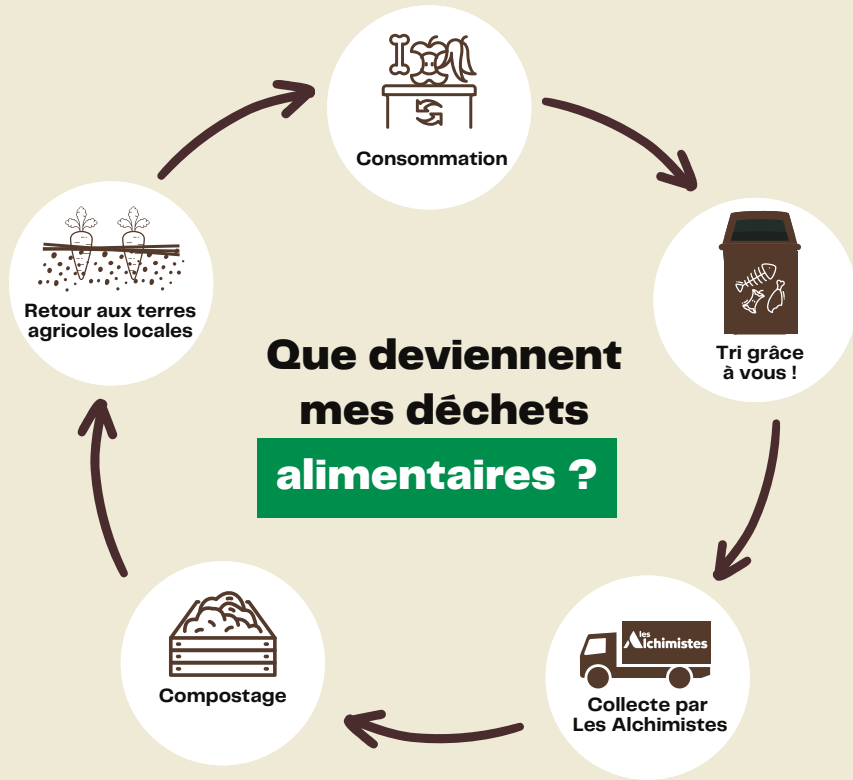 Consommation
Tri grâce
à vous !
les
Alchimistes
Collecte par
Les Alchimistes
Compostage
Retour aux terres
agricoles locales
Que deviennent
mes déchets
alimentaires ?